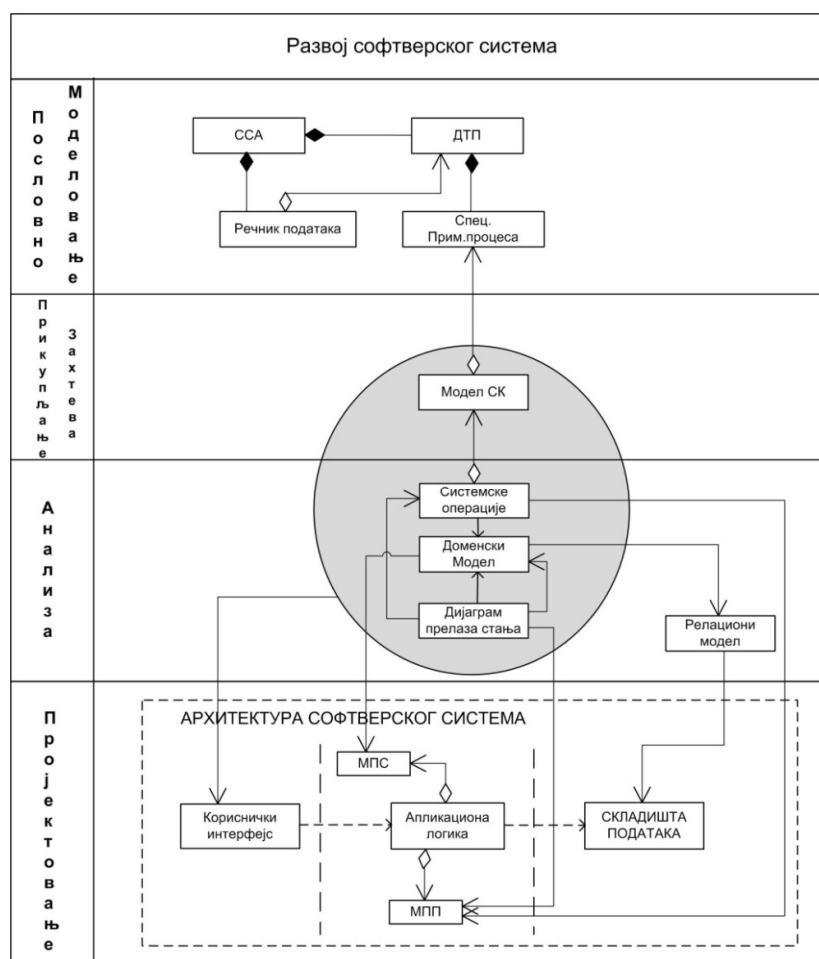 Развој софтверског система
Пословно
Моделовање
ССА
ДТП
Речник података
Спец.
Прим.процеса
Прикупљање
Захтева
Модел СК
Анализа
Системске
операције
Доменски
Модел
Дијаграм
прелаза стања
Релациони
модел
Пројектовање
АРХИТЕКТУРА СОФТВЕРСКОГ СИСТЕМА
МПС
Кориснички
интерфејс
Апликациона
логика
СКЛАДИШТА
ПОДАТАКА
МПП